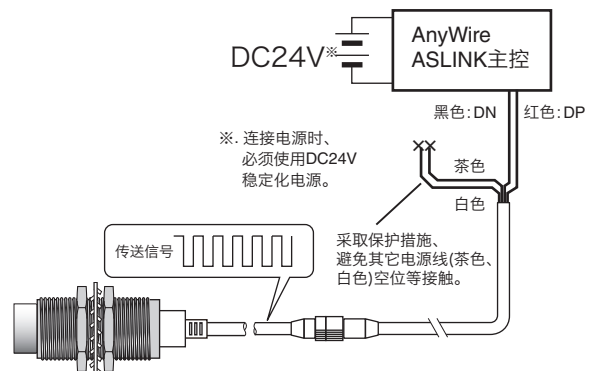 AnyWire
ASLINK主控
DC24V※
黑色:DN
红色:DP
※. 连接电源时、
必须使用DC24V
稳定化电源。
茶色
白色
采取保护措施、
避免其它电源线(茶色、
白色)空位等接触。
传送信号